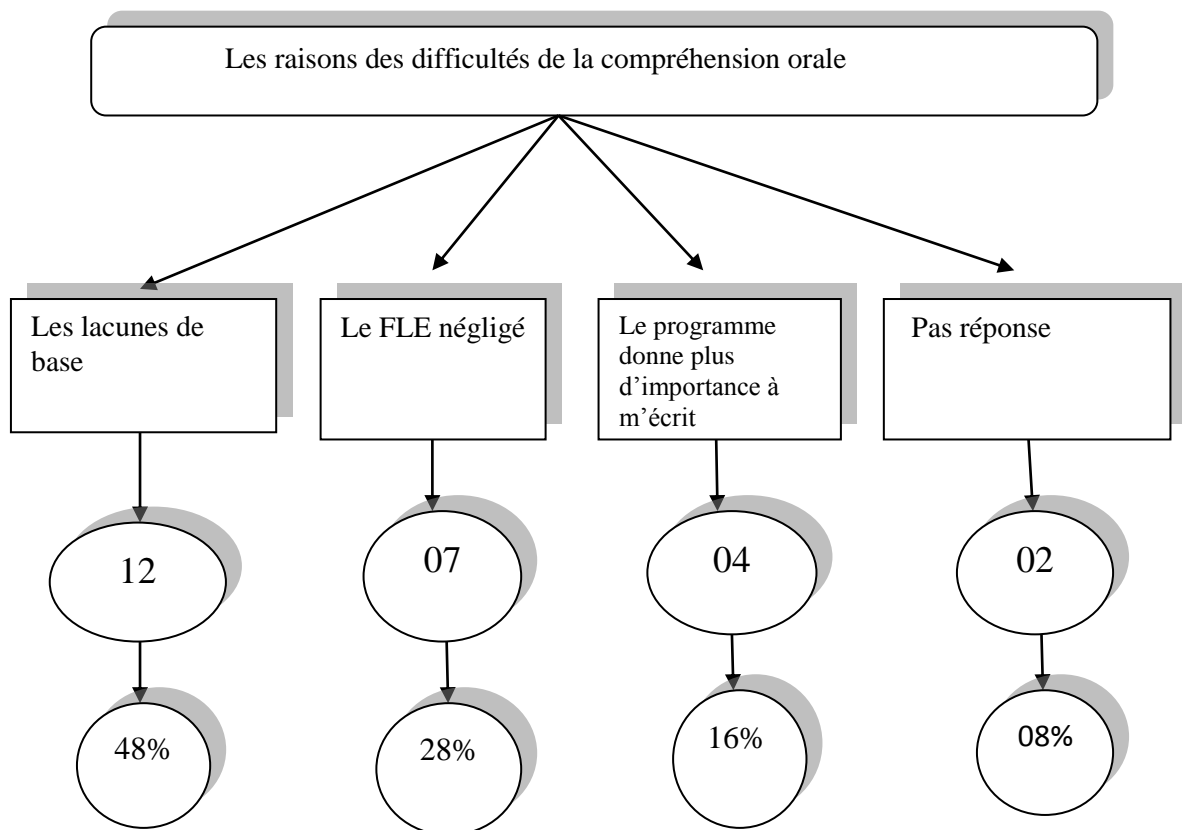 Les raisons des difficultés de la compréhension orale
Les lacunes de
base
Le FLE négligé
Le programme
donne plus
d’importance à
m’écrit
Pas réponse
12
07
04
02
48%
28%
16%
08%